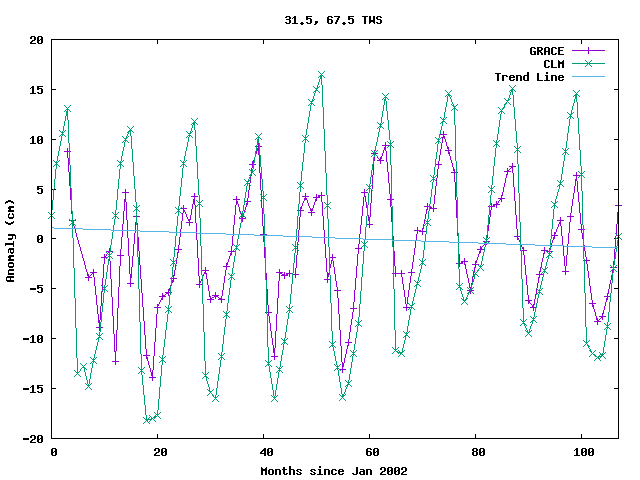 31.5, 67.5 TWS
GRACE
CLM
Trend Line
20
15
10
5
0
-5
-10
-15
-20
Anomaly (cm)
0 20 40 60 80 100
Months since Jan 2002